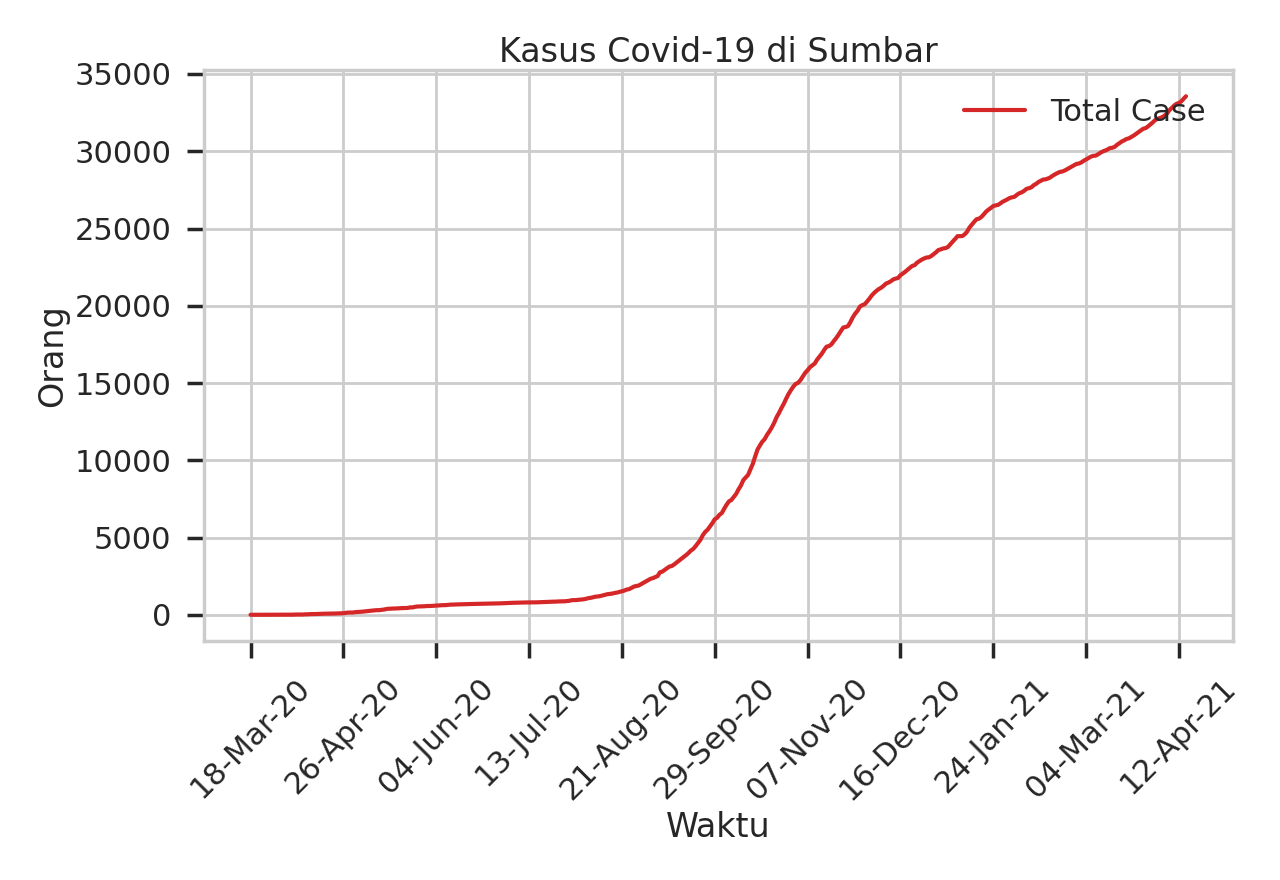 Kasus Covid-19 di Sumbar
Total Case
35000
30000
25000
20000
15000
10000
5000
0
Orang
18-Mar-20
26-Apr-20
04-Jun-20
13-Jul-20
21-Aug-20
29-Sep-20
07-Nov-20
16-Dec-20
24-Jan-21
04-Mar-21
12-Apr-21
Waktu